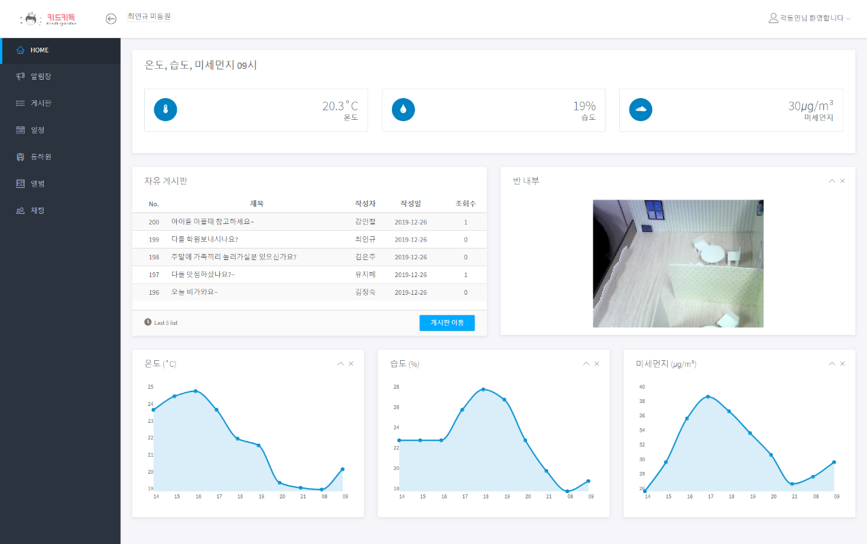 키드키득
최인규 미동원
곽동민님 환영합니다
HOME
알림장
게시판
일정
등하원
앨범
채팅
온도, 습도, 미세먼지 09시
20.3°C
온도
19%
습도
30μg/m³
미세먼지
자유 게시판
No. 제목 작성자 작성일 조회수
200 아이들 아플때 참고하세요~ 강인철 2019-12-26 1
199 다들 학원보내시나요? 최인규 2019-12-26 0
198 주말에 가족끼리 놀러가실분 있으신가요? 김은주 2019-12-26 0
197 다들 맛점하셨나요?~ 유지혜 2019-12-26 1
196 오늘 비가와요~ 김정숙 2019-12-26 0
Last 5 list
게시판 이동
반 내부
온도 (°C)
25
24
23
22
21
20
19
14 15 16 17 18 19 20 21 08 09
습도 (%)
28
26
24
22
20
18
14 15 16 17 18 19 20 21 08 09
미세먼지 (μg/m³)
40
38
36
34
32
30
28
26
14 15 16 17 18 19 20 21 08 09